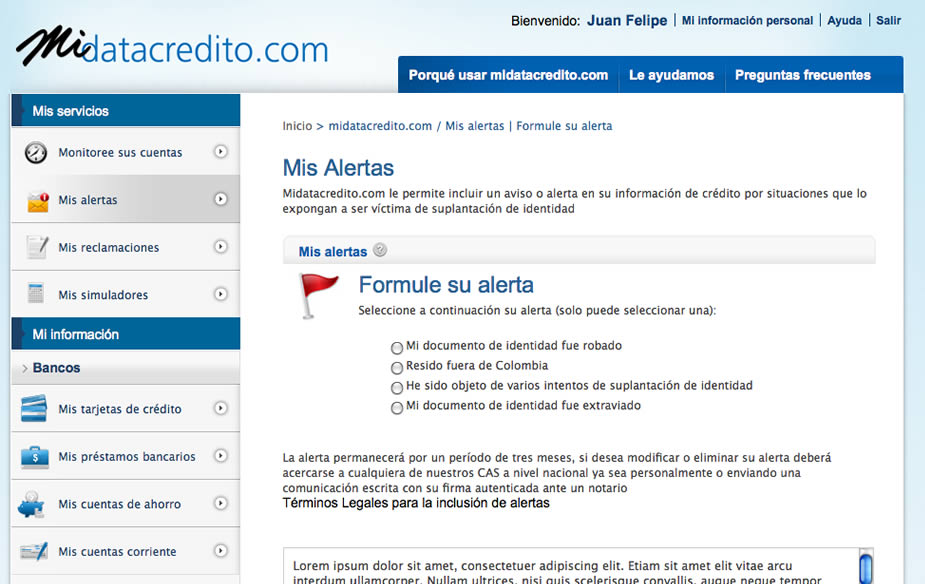 Bienvenido: Juan Felipe | Mi información personal | Ayuda | Salir
Midatacredito.com
Porqué usar midatacredito.com | Le ayudamos | Preguntas frecuentes
Mis servicios
Monitoree sus cuentas
Mis alertas
Mis reclamaciones
Mis simuladores
Mi información
> Bancos
Mis tarjetas de crédito
$
Mis préstamos bancarios
Mis cuentas de ahorro
Mis cuentas corriente
Inicio > midatacredito.com / Mis alertas | Formule su alerta
Mis Alertas
Midatacredito.com le permite incluir un aviso o alerta en su información de crédito por situaciones que lo
expongan a ser víctima de suplantación de identidad
Mis alertas ?
Formule su alerta
Seleccione a continuación su alerta (solo puede seleccionar una):
Mi documento de identidad fue robado
Resido fuera de Colombia
He sido objeto de varios intentos de suplantación de identidad
Mi documento de identidad fue extraviado
La alerta permanecerá por un período de tres meses, si desea modificar o eliminar su alerta deberá
acercarse a cualquiera de nuestros CAS a nivel nacional ya sea personalmente o enviando una
comunicación escrita con su firma autenticada ante un notario
Términos Legales para la inclusión de alertas
Lorem ipsum dolor sit amet, consectetuer adipiscing elit. Etiam sit amet elit vitae arcu
interdum ullamcorper. Nullam ultrices, nisi quis scelerisque convallis, augue neque tempor